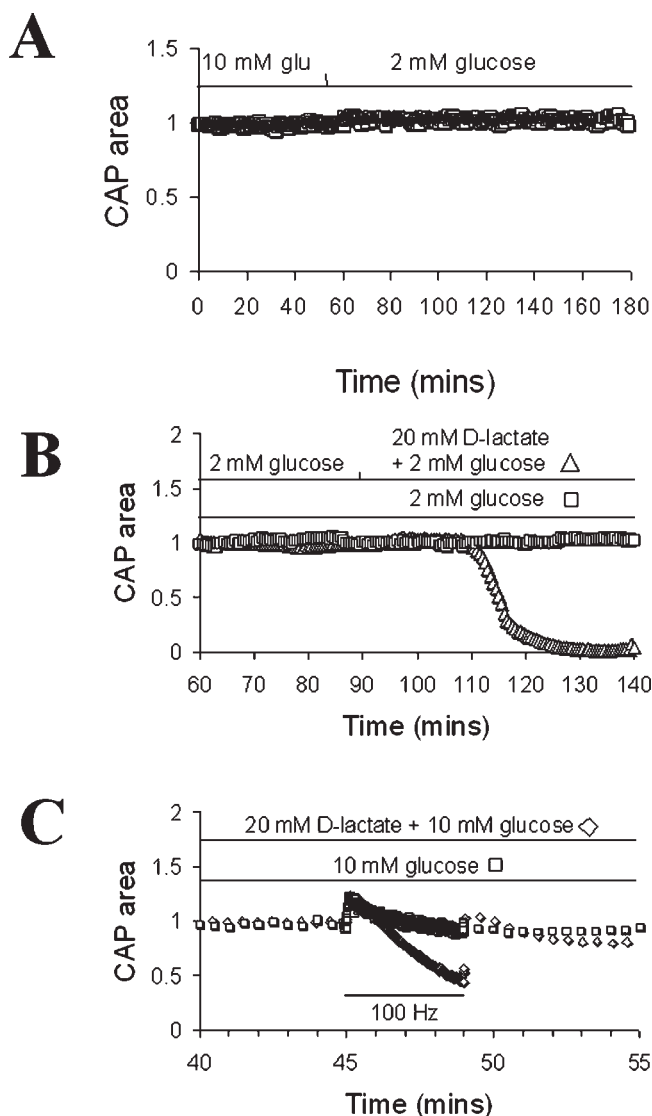 A
1.5
10 mM glu 2 mM glucose
1
0.5
0
CAP area
0 20 40 60 80 100 120 140 160 180
Time (mins)
B
2
20 mM D-lactate
2 mM glucose + 2 mM glucose
1.5
2 mM glucose
1
0.5
0
CAP area
60 70 80 90 100 110 120 130 140
Time (mins)
C
2
20 mM D-lactate + 10 mM glucose
1.5
10 mM glucose
1
0.5
0
CAP area
100 Hz
40 45 50 55
Time (mins)